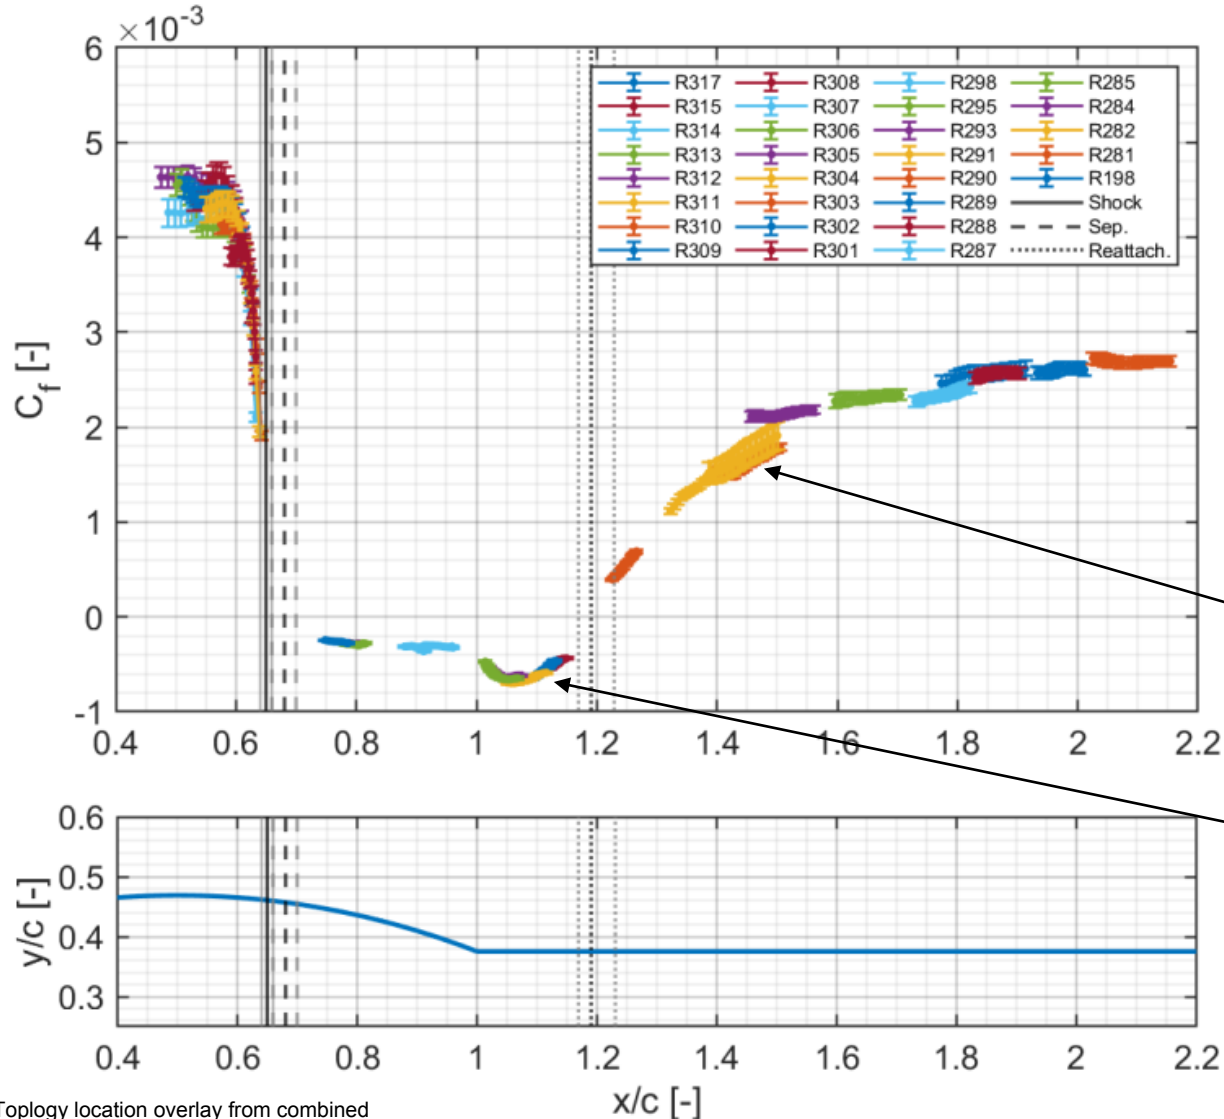 ×10⁻³
6
5
4
3
2
1
0
-1
C_f [-]
R317 R308 R298 R285
R315 R307 R295 R284
R314 R306 R293 R282
R313 R305 R291 R281
R312 R304 R290 R198
R311 R303 R289 Shock
R310 R302 R288 Sep.
R309 R301 R287 Reattach.
0.4 0.6 0.8 1 1.2 1.4 1.6 1.8 2 2.2
0.6
0.5
0.4
0.3
y/c [-]
0.4 0.6 0.8 1 1.2 1.4 1.6 1.8 2 2.2
x/c [-]
Toplogy location overlay from combined